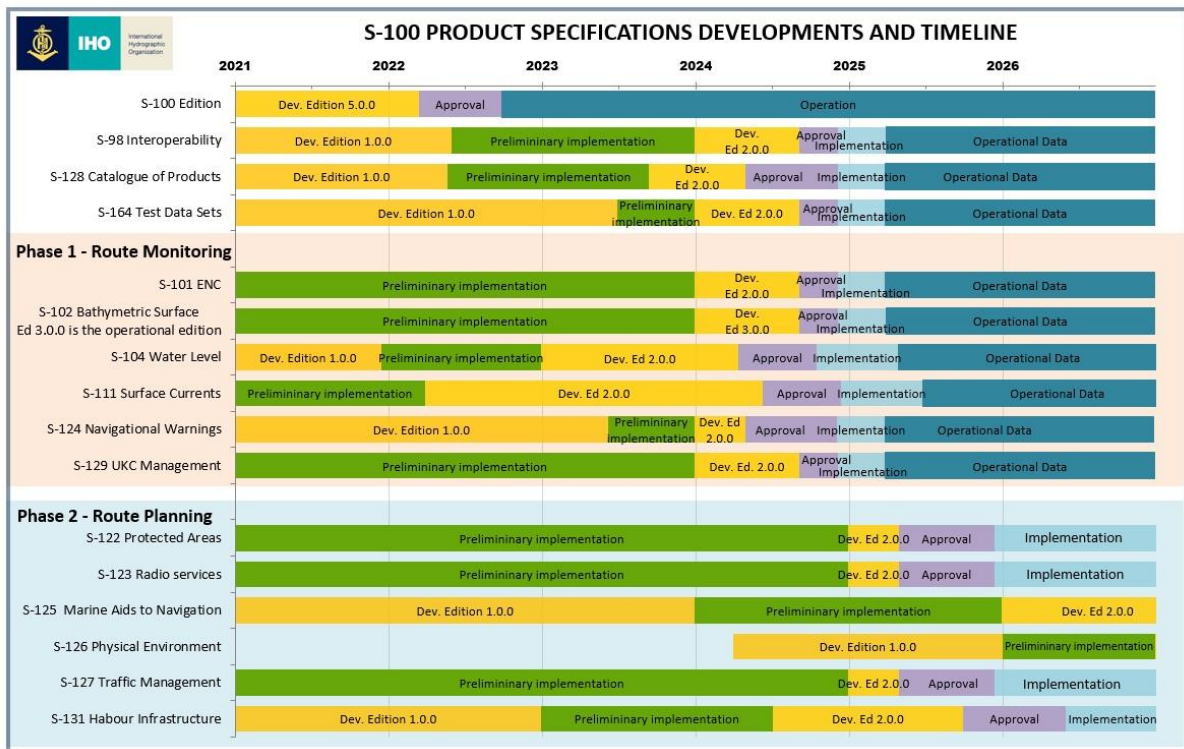 IHO
International
Hydrographic
Organization
S-100 PRODUCT SPECIFICATIONS DEVELOPMENTS AND TIMELINE
2021 2022 2023 2024 2025 2026
S-100 Edition Dev. Edition 5.0.0 Approval Operation
S-98 Interoperability Dev. Edition 1.0.0 Prelimininary implementation Dev. Ed 2.0.0 Approval Implementation Operational Data
S-128 Catalogue of Products Dev. Edition 1.0.0 Prelimininary implementation Dev. Ed 2.0.0 Approval Implementation Operational Data
S-164 Test Data Sets Dev. Edition 1.0.0 Prelimininary implementation Dev. Ed 2.0.0 Approval Implementation Operational Data
Phase 1 - Route Monitoring
S-101 ENC Prelimininary implementation Dev. Ed 2.0.0 Approval Implementation Operational Data
S-102 Bathymetric Surface
Ed 3.0.0 is the operational edition Prelimininary implementation Dev. Ed 3.0.0 Approval Implementation Operational Data
S-104 Water Level Dev. Edition 1.0.0 Prelimininary implementation Dev. Ed 2.0.0 Approval Implementation Operational Data
S-111 Surface Currents Prelimininary implementation Dev. Ed 2.0.0 Approval Implementation Operational Data
S-124 Navigational Warnings Dev. Edition 1.0.0 Prelimininary implementation Dev. Ed 2.0.0 Approval Implementation Operational Data
S-129 UKC Management Prelimininary implementation Dev. Ed. 2.0.0 Approval Implementation Operational Data
Phase 2 - Route Planning
S-122 Protected Areas Prelimininary implementation Dev. Ed 2.0.0 Approval Implementation
S-123 Radio services Prelimininary implementation Dev. Ed 2.0.0 Approval Implementation
S-125 Marine Aids to Navigation Dev. Edition 1.0.0 Prelimininary implementation Dev. Ed 2.0.0
S-126 Physical Environment Dev. Edition 1.0.0 Prelimininary implementation
S-127 Traffic Management Prelimininary implementation Dev. Ed 2.0.0 Approval Implementation
S-131 Habour Infrastructure Dev. Edition 1.0.0 Prelimininary implementation Dev. Ed 2.0.0 Approval Implementation